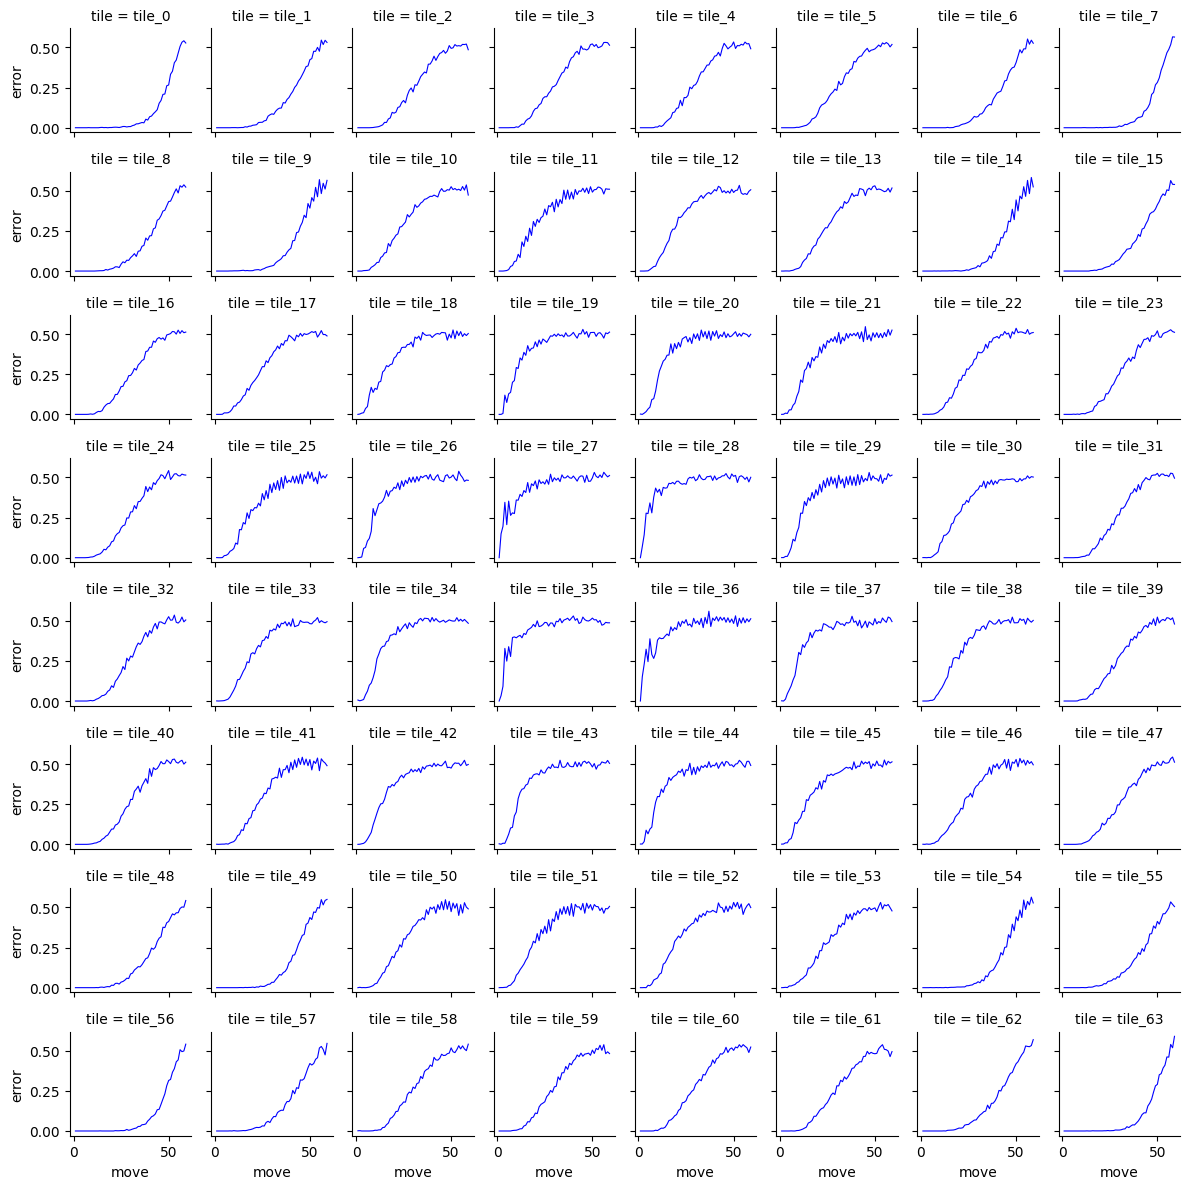 tile = tile_0 tile = tile_1 tile = tile_2 tile = tile_3 tile = tile_4 tile = tile_5 tile = tile_6 tile = tile_7
0.50
error
0.25
0.00
tile = tile_8 tile = tile_9 tile = tile_10 tile = tile_11 tile = tile_12 tile = tile_13 tile = tile_14 tile = tile_15
0.50
error
0.25
0.00
tile = tile_16 tile = tile_17 tile = tile_18 tile = tile_19 tile = tile_20 tile = tile_21 tile = tile_22 tile = tile_23
0.50
error
0.25
0.00
tile = tile_24 tile = tile_25 tile = tile_26 tile = tile_27 tile = tile_28 tile = tile_29 tile = tile_30 tile = tile_31
0.50
error
0.25
0.00
tile = tile_32 tile = tile_33 tile = tile_34 tile = tile_35 tile = tile_36 tile = tile_37 tile = tile_38 tile = tile_39
0.50
error
0.25
0.00
tile = tile_40 tile = tile_41 tile = tile_42 tile = tile_43 tile = tile_44 tile = tile_45 tile = tile_46 tile = tile_47
0.50
error
0.25
0.00
tile = tile_48 tile = tile_49 tile = tile_50 tile = tile_51 tile = tile_52 tile = tile_53 tile = tile_54 tile = tile_55
0.50
error
0.25
0.00
tile = tile_56 tile = tile_57 tile = tile_58 tile = tile_59 tile = tile_60 tile = tile_61 tile = tile_62 tile = tile_63
0.50
error
0.25
0.00
0 50 0 50 0 50 0 50 0 50 0 50 0 50 0 50
move move move move move move move move